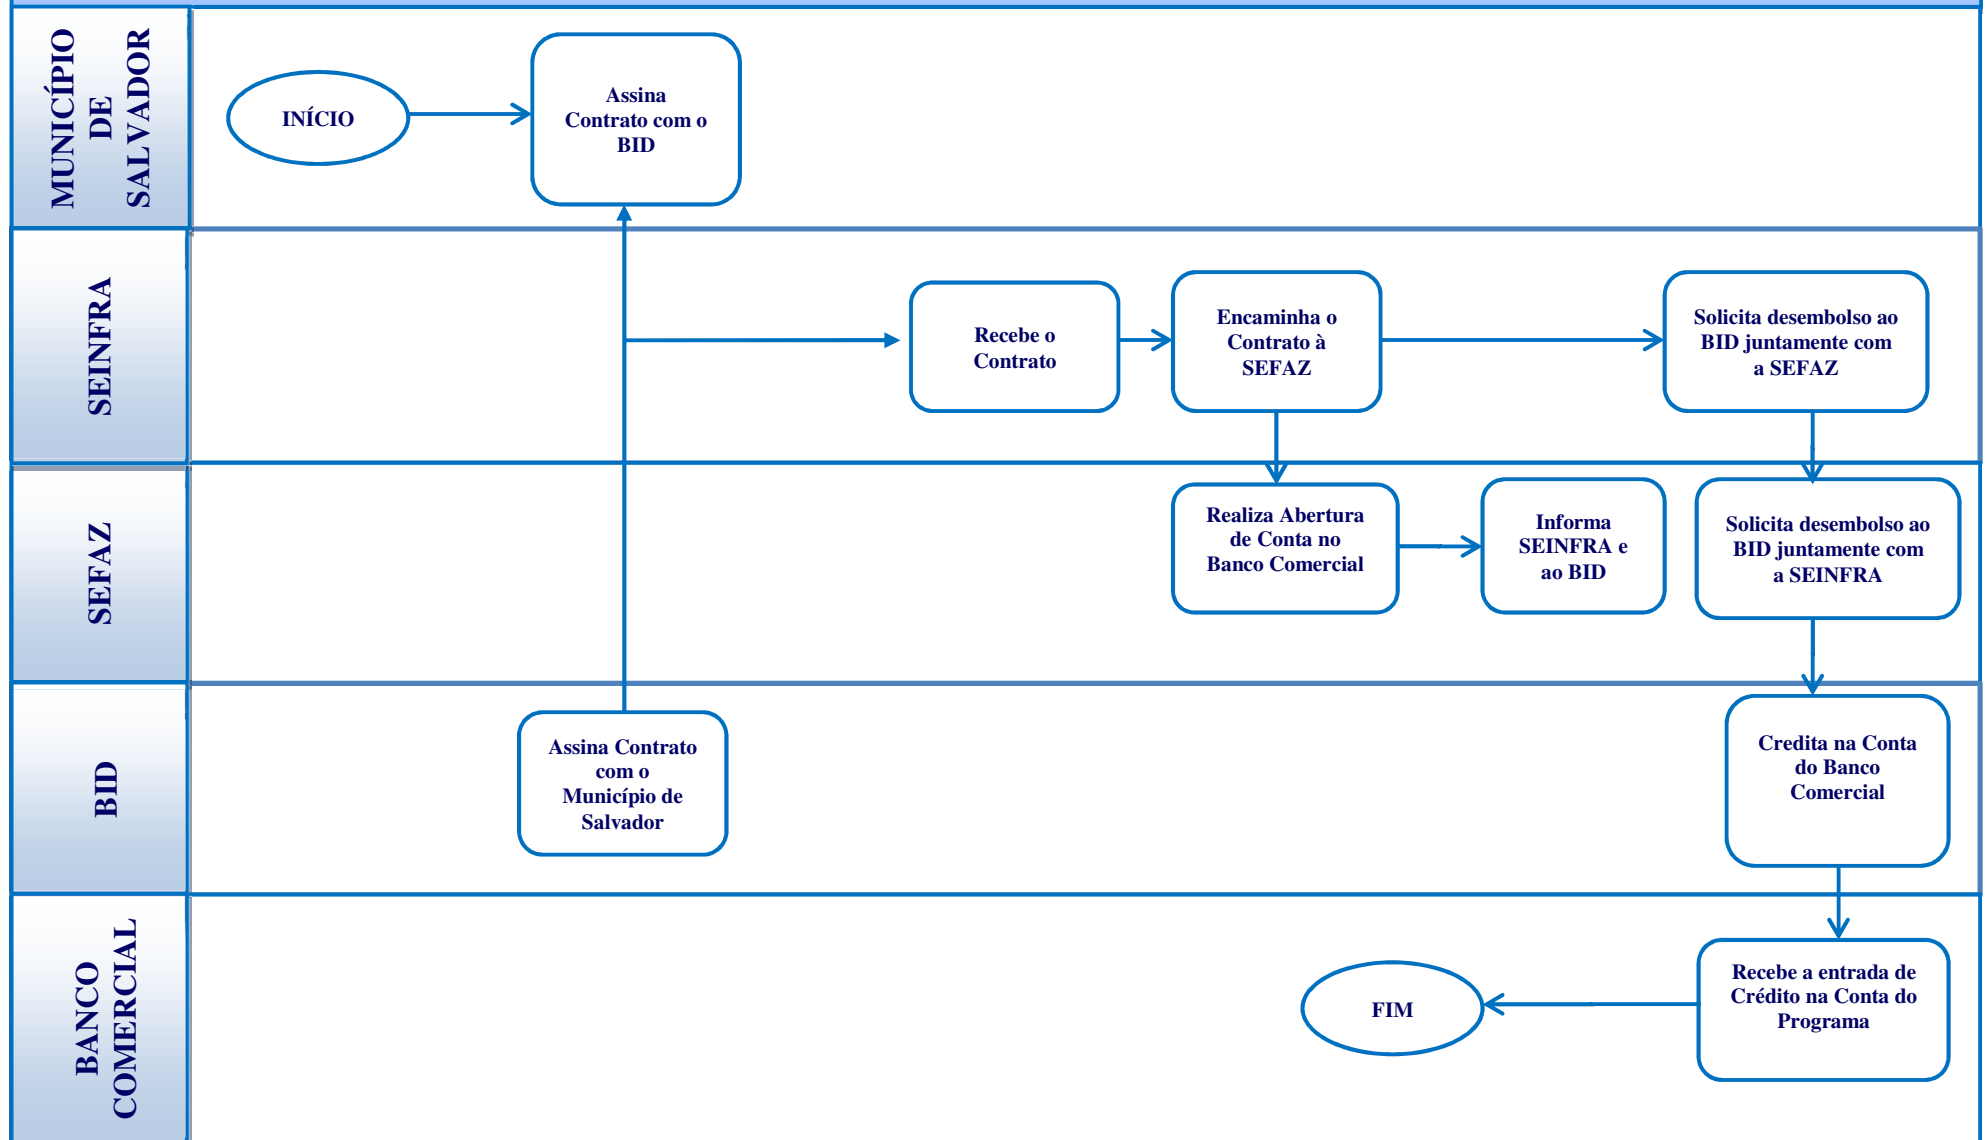 MUNICÍPIO
DE
SALVADOR
INÍCIO
Assina
Contrato com o
BID
SEINFRA
Recebe o
Contrato
Encaminha o
Contrato à
SEFAZ
Solicita desembolso ao
BID juntamente com
a SEFAZ
SEFAZ
Realiza Abertura
de Conta no
Banco Comercial
Informa
SEINFRA e
ao BID
Solicita desembolso ao
BID juntamente com
a SEINFRA
BID
Assina Contrato
com o
Município de
Salvador
Credita na Conta
do Banco
Comercial
BANCO
COMERCIAL
FIM
Recebe a entrada de
Crédito na Conta do
Programa